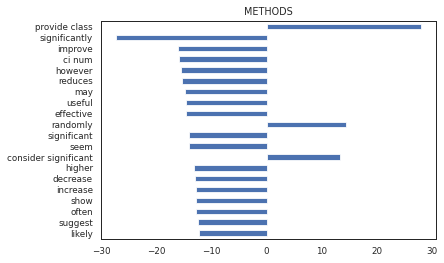 METHODS
provide class
significantly
improve
ci num
however
reduces
may
useful
effective
randomly
significant
seem
consider significant
higher
decrease
increase
show
often
suggest
likely
−30 −20 −10 0 10 20 30